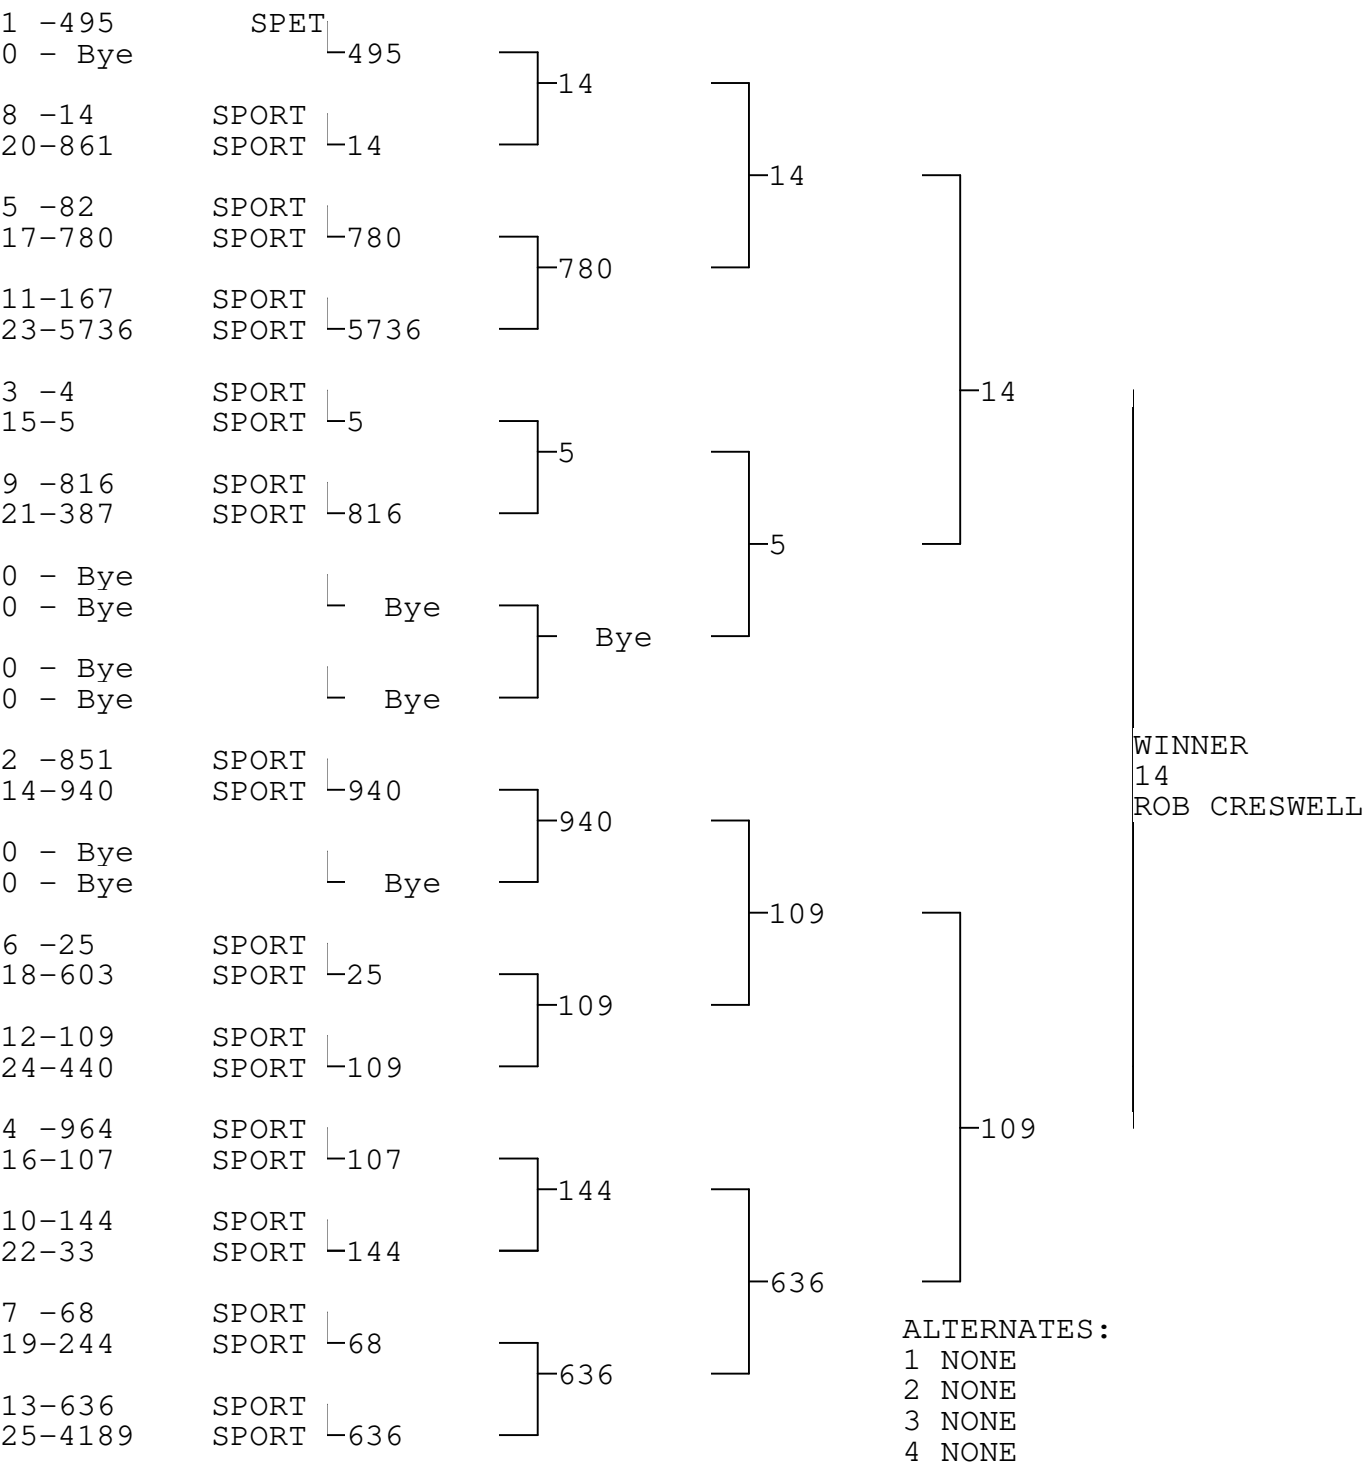 1 -495 SPET
0 - Bye 495
14
8 -14 SPORT
20-861 SPORT 14
14
5 -82 SPORT
17-780 SPORT 780
780
11-167 SPORT
23-5736 SPORT 5736
3 -4 SPORT 14
15-5 SPORT 5
5
9 -816 SPORT
21-387 SPORT 816
5
0 - Bye
0 - Bye Bye
Bye
0 - Bye
0 - Bye Bye
2 -851 SPORT WINNER
14-940 SPORT 940 14
940 ROB CRESWELL
0 - Bye
0 - Bye Bye
109
6 -25 SPORT
18-603 SPORT 25
109
12-109 SPORT
24-440 SPORT 109
4 -964 SPORT 109
16-107 SPORT 107
144
10-144 SPORT
22-33 SPORT 144
636
7 -68 SPORT
19-244 SPORT 68
636
13-636 SPORT
25-4189 SPORT 636
ALTERNATES:
1 NONE
2 NONE
3 NONE
4 NONE